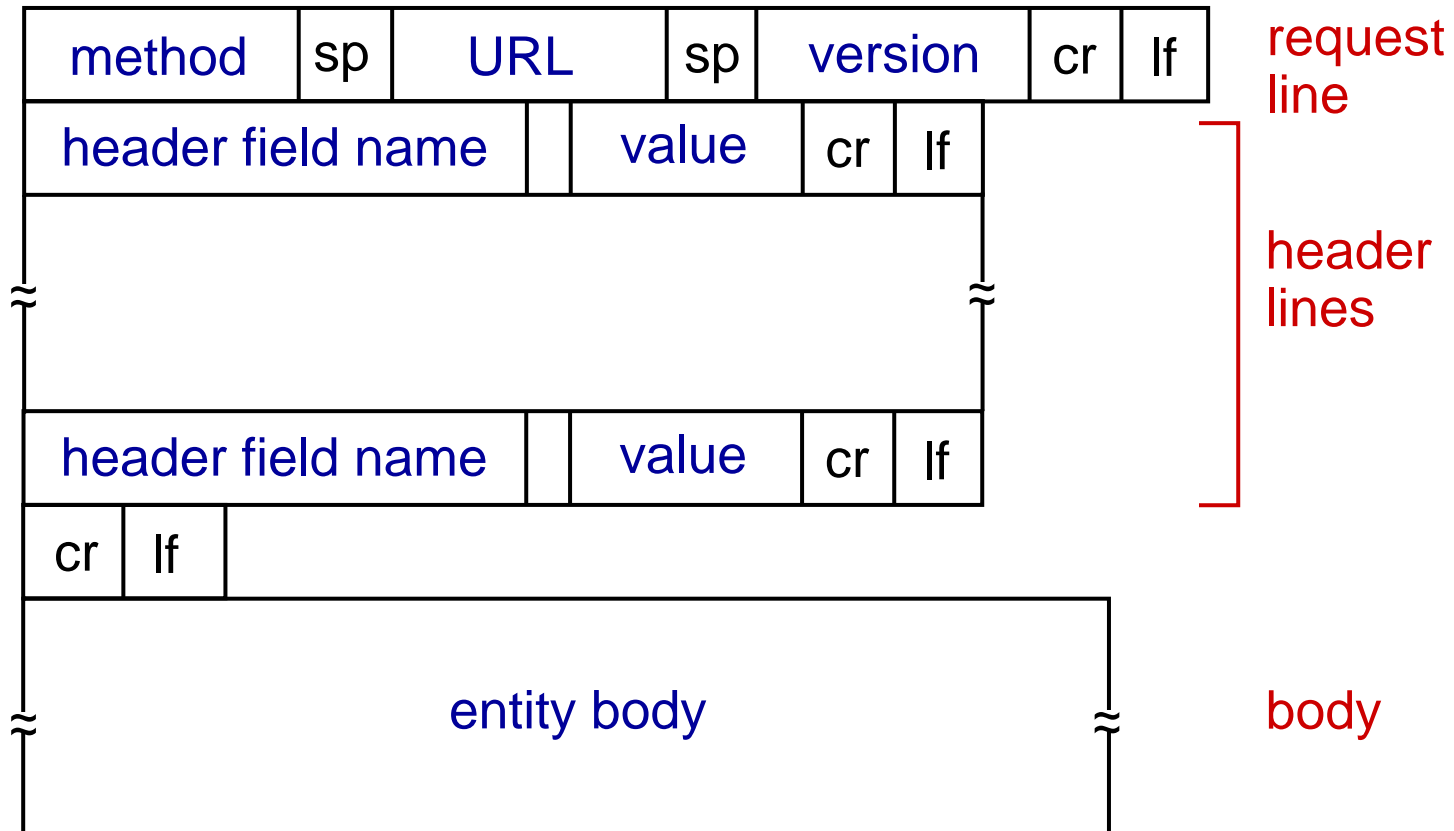 method sp URL sp version cr lf request
line
header field name value cr lf
header
lines
header field name value cr lf
cr lf
entity body body